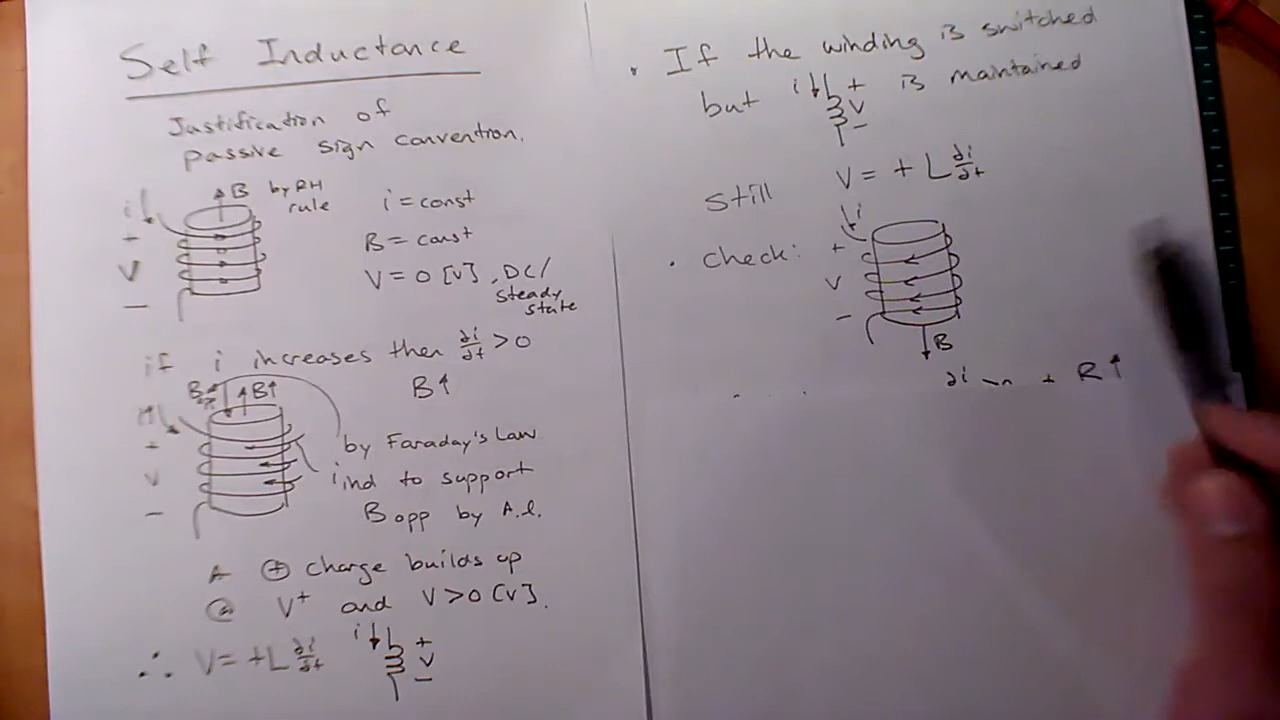 Self Inductance
Justification of
passive sign convention.
i
+
V
−
B by RH
rule
i = const
B = const
V = 0 [v], DC/
steady
state
if i increases then di/dt > 0
B↑
B opp B↑
i↑
+
V
−
by Faraday's Law
i ind to support
B opp by A.L.
A ⊕ charge builds up
@ V⁺ and V > 0 [v].
∴ V = +L di/dt
i
+
V
−
• If the winding is switched
but i + V − is maintained
still V = + L di/dt
• check:
i
+
V
−
B